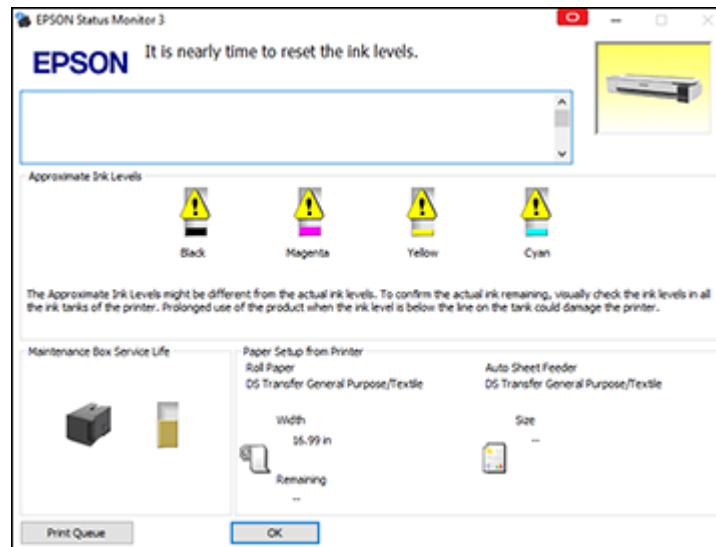 EPSON Status Monitor 3
EPSON
It is nearly time to reset the ink levels.
Approximate Ink Levels
Black
Magenta
Yellow
Cyan
The Approximate Ink Levels might be different from the actual ink levels. To confirm the actual ink remaining, visually check the ink levels in all
the ink tanks of the printer. Prolonged use of the product when the ink level is below the line on the tank could damage the printer.
Maintenance Box Service Life
Paper Setup from Printer
Roll Paper
DS Transfer General Purpose/Textile
Width
16.99 in
Remaining
--
Auto Sheet Feeder
DS Transfer General Purpose/Textile
Size
--
Print Queue
OK